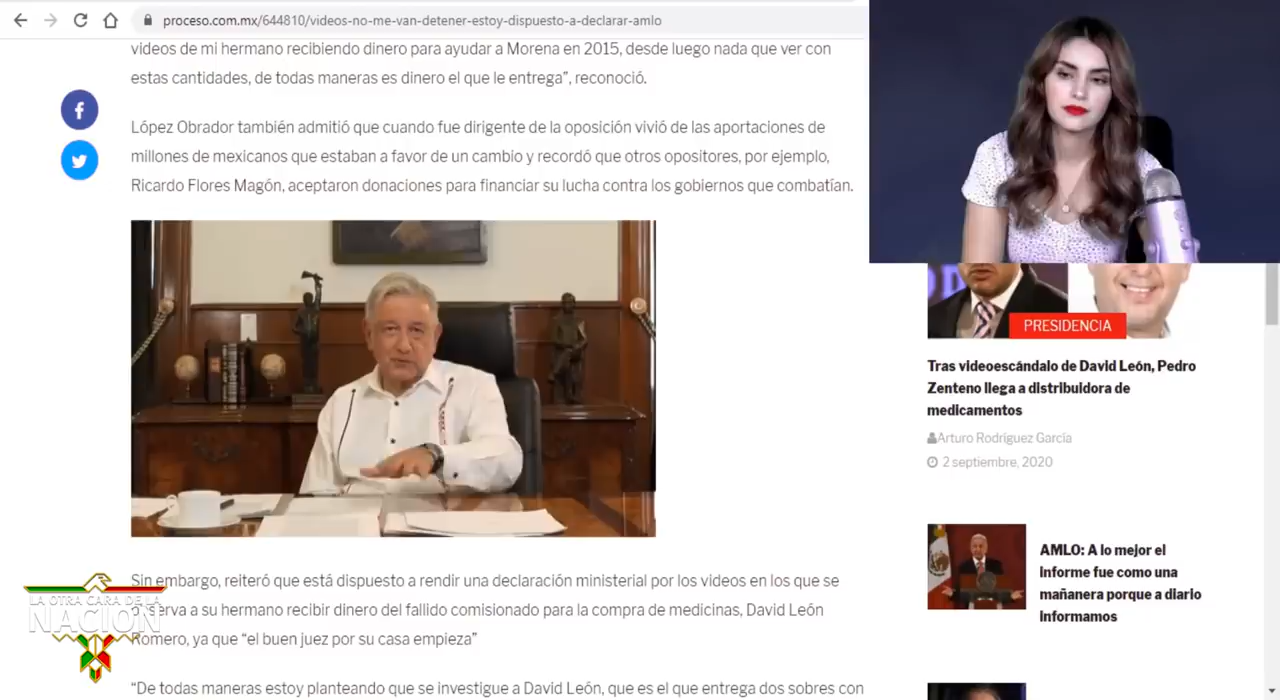 proceso.com.mx/644810/videos-no-me-van-detener-estoy-dispuesto-a-declarar-amlo
videos de mi hermano recibiendo dinero para ayudar a Morena en 2015, desde luego nada que ver con
estas cantidades, de todas maneras es dinero el que le entrega”, reconoció.
López Obrador también admitió que cuando fue dirigente de la oposición vivió de las aportaciones de
millones de mexicanos que estaban a favor de un cambio y recordó que otros opositores, por ejemplo,
Ricardo Flores Magón, aceptaron donaciones para financiar su lucha contra los gobiernos que combatían.
PRESIDENCIA
Tras videoescándalo de David León, Pedro
Zenteno llega a distribuidora de
medicamentos
Arturo Rodríguez García
2 septiembre, 2020
AMLO: A lo mejor el
Informe fue como una
mañanera porque a diario
informamos
Sin embargo, reiteró que está dispuesto a rendir una declaración ministerial por los videos en los que se
observa a su hermano recibir dinero del fallido comisionado para la compra de medicinas, David León
Romero, ya que “el buen juez por su casa empieza”
LA OTRA CARA DE LA
NACIÓN
“De todas maneras estoy planteando que se investigue a David León, que es el que entrega dos sobres con